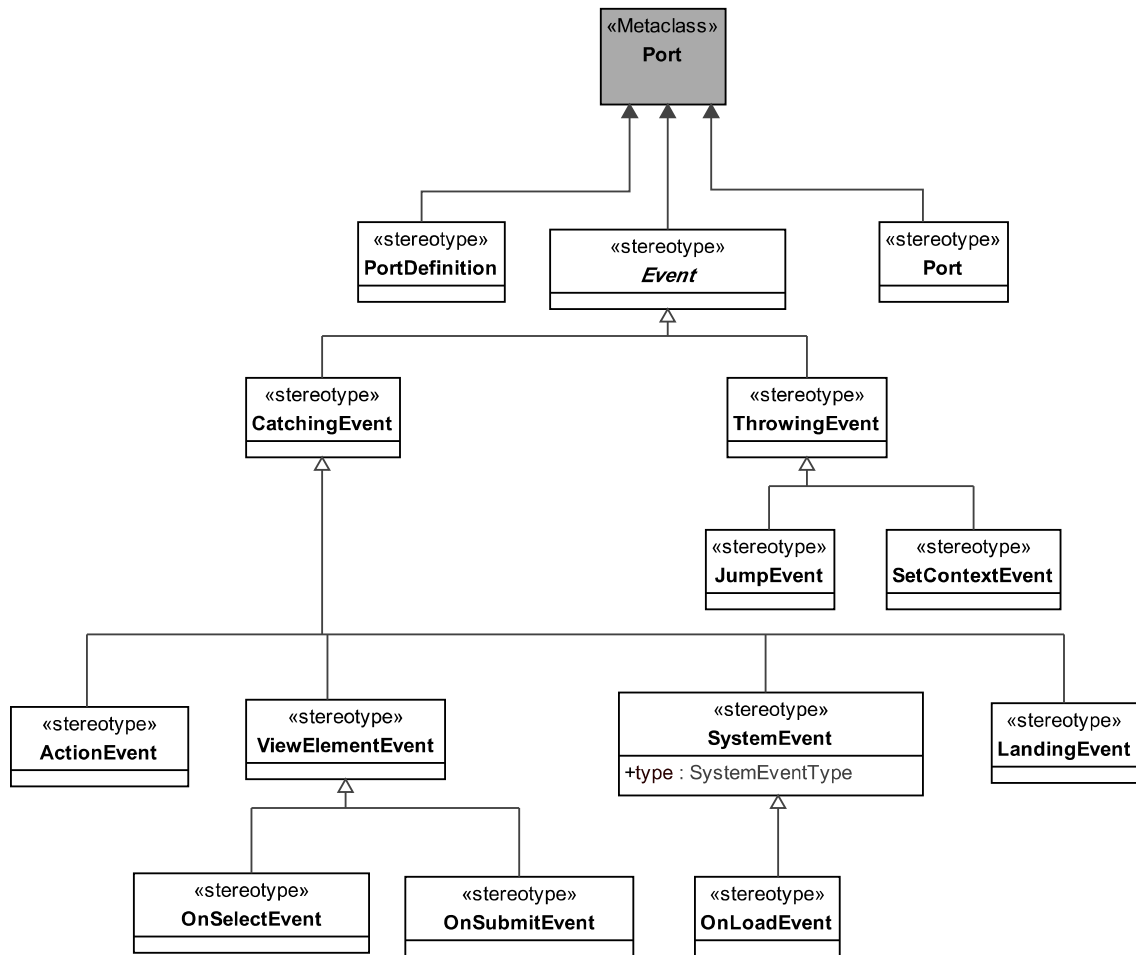 «Metaclass»
Port
«stereotype»
PortDefinition
«stereotype»
Event
«stereotype»
Port
«stereotype»
CatchingEvent
«stereotype»
ThrowingEvent
«stereotype»
JumpEvent
«stereotype»
SetContextEvent
«stereotype»
ActionEvent
«stereotype»
ViewElementEvent
«stereotype»
SystemEvent
+type : SystemEventType
«stereotype»
LandingEvent
«stereotype»
OnSelectEvent
«stereotype»
OnSubmitEvent
«stereotype»
OnLoadEvent